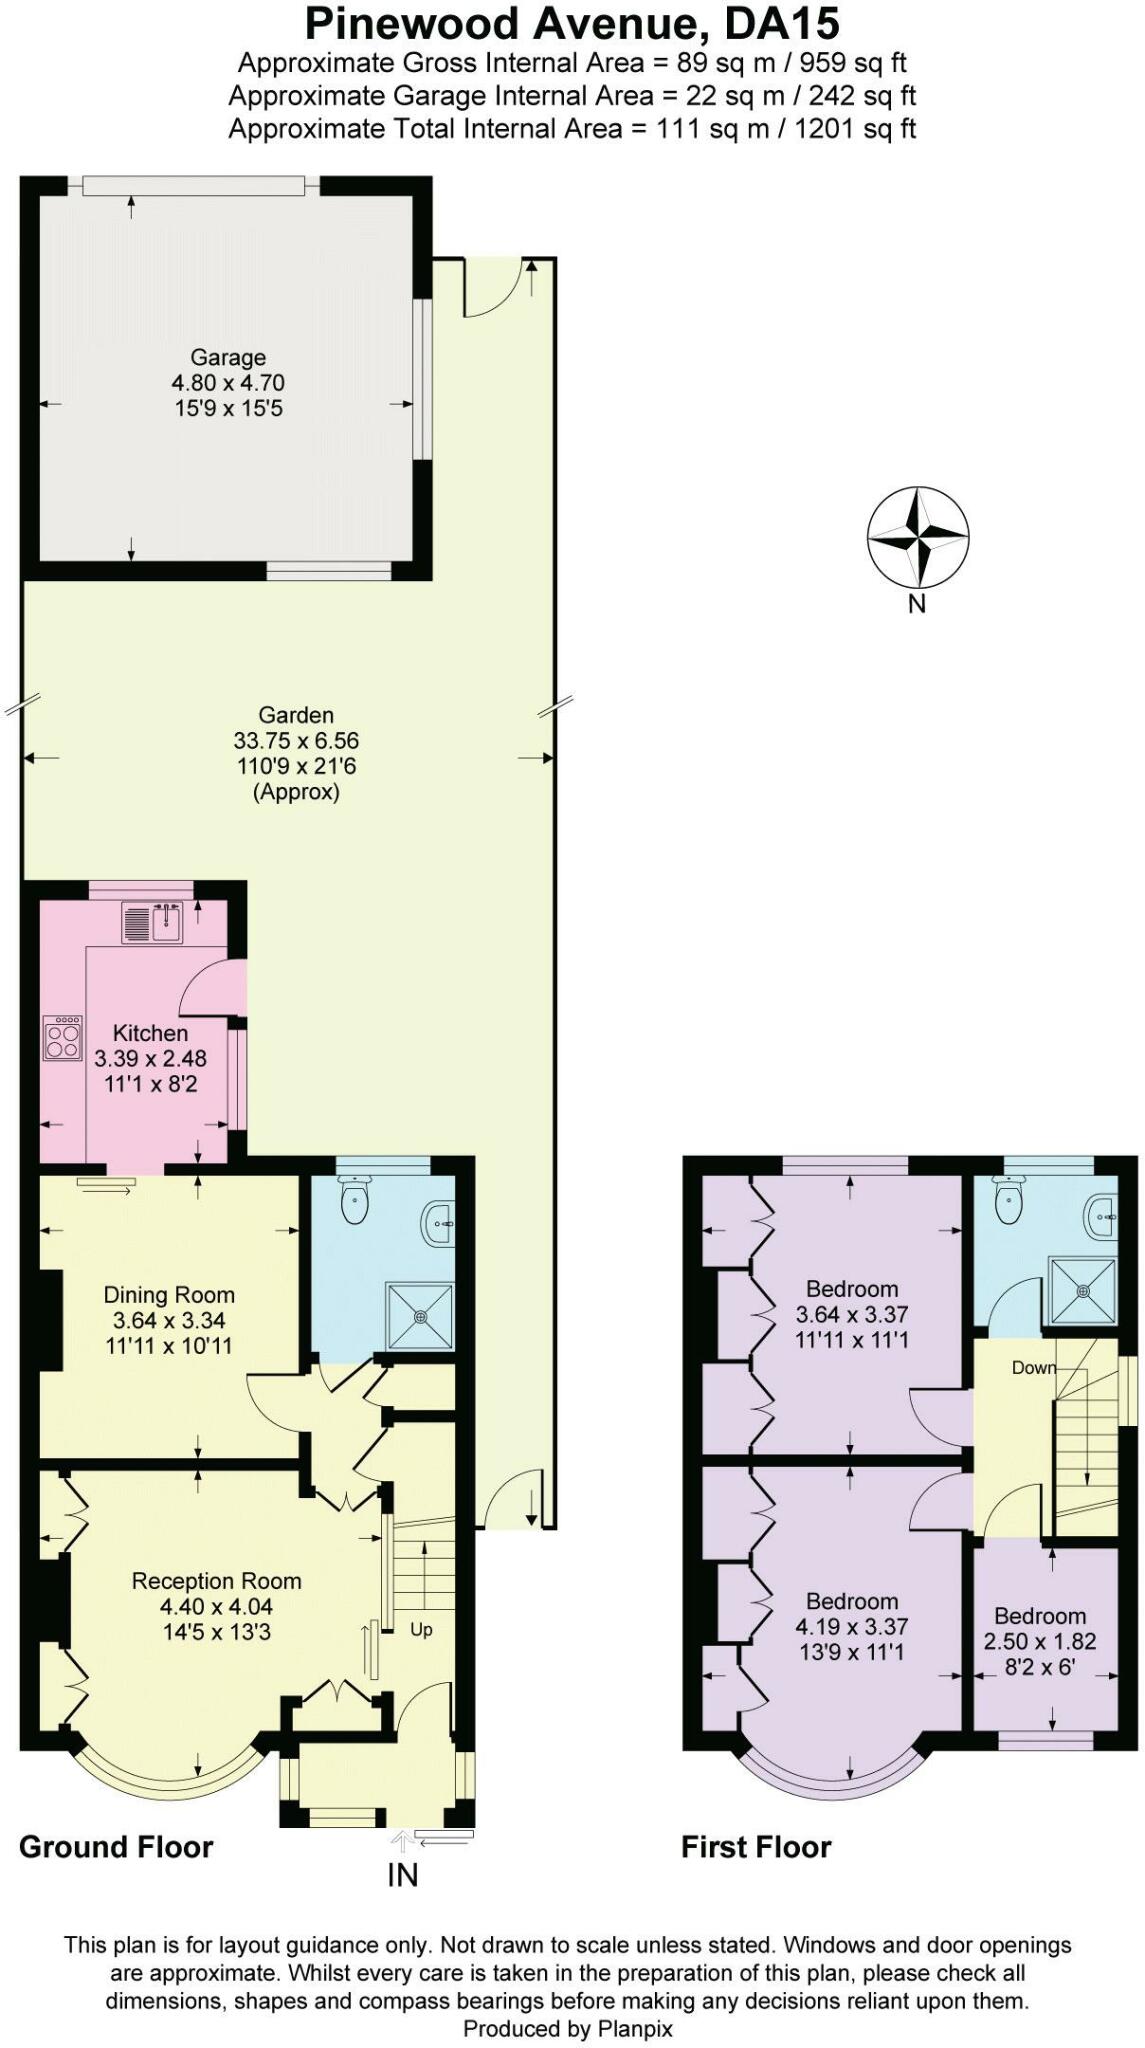 Pinewood Avenue, DA15
Approximate Gross Internal Area = 89 sq m / 959 sq ft
Approximate Garage Internal Area = 22 sq m / 242 sq ft
Approximate Total Internal Area = 111 sq m / 1201 sq ft
Garage
4.80 x 4.70
15'9 x 15'5
N
Garden
33.75 x 6.56
110'9 x 21'6
(Approx)
Kitchen
3.39 x 2.48
11'1 x 8'2
Dining Room
3.64 x 3.34
11'11 x 10'11
Reception Room
4.40 x 4.04
14'5 x 13'3
Up
IN
Ground Floor
Bedroom
3.64 x 3.37
11'11 x 11'1
Down
Bedroom
4.19 x 3.37
13'9 x 11'1
Bedroom
2.50 x 1.82
8'2 x 6'
First Floor
This plan is for layout guidance only. Not drawn to scale unless stated. Windows and door openings
are approximate. Whilst every care is taken in the preparation of this plan, please check all
dimensions, shapes and compass bearings before making any decisions reliant upon them.
Produced by Planpix